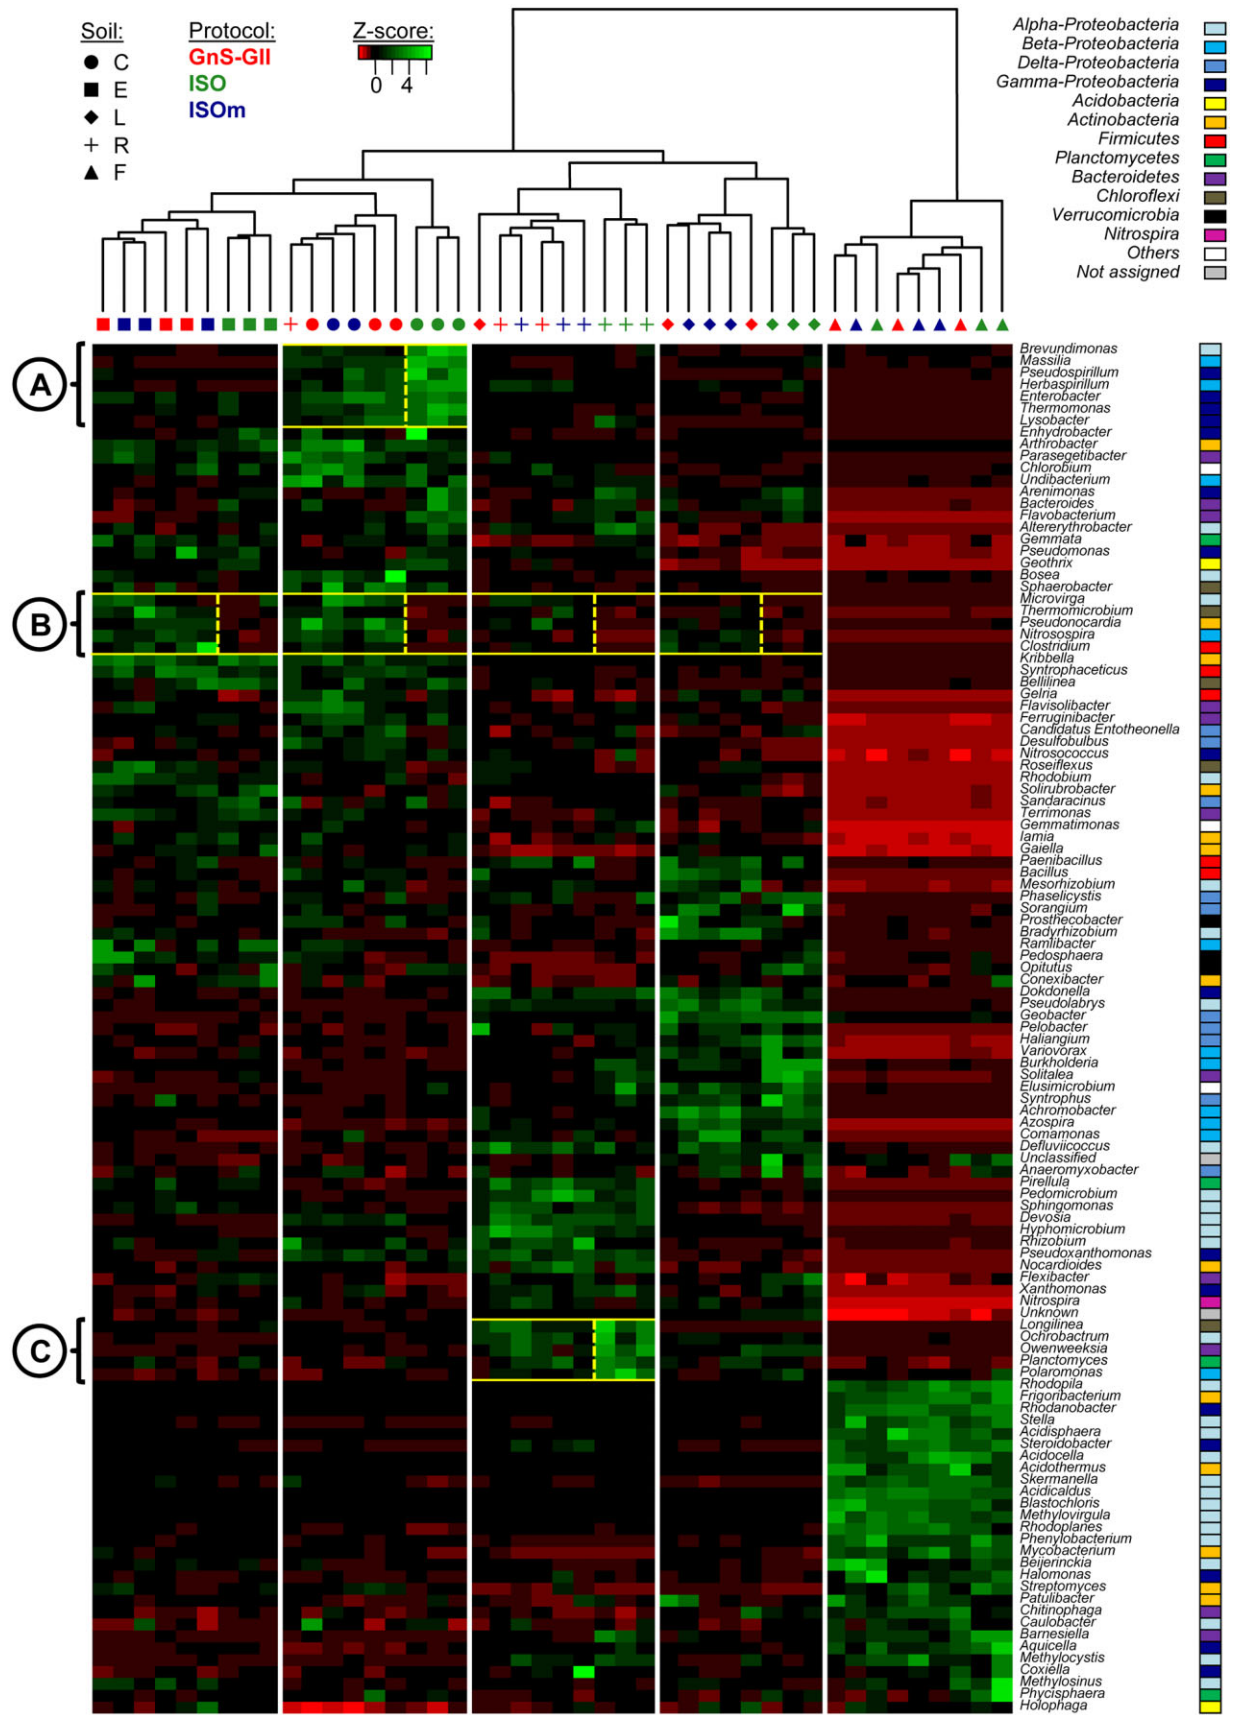 Soil:
C
E
L
R
F
Protocol:
GnS-GII
ISO
ISOm
Z-score:
0 4
Alpha-Proteobacteria
Beta-Proteobacteria
Delta-Proteobacteria
Gamma-Proteobacteria
Acidobacteria
Actinobacteria
Firmicutes
Planctomycetes
Bacteroidetes
Chloroflexi
Verrucomicrobia
Nitrospira
Others
Not assigned
A
B
C
Brevundimonas
Massilia
Pseudospirillum
Herbaspirillum
Enterobacter
Thermomonas
Lysobacter
Enhydrobacter
Arthrobacter
Parasegetibacter
Chlorobium
Undibacterium
Arenimonas
Bacteroides
Flavobacterium
Altererythrobacter
Gemmata
Pseudomonas
Geothrix
Bosea
Sphaerobacter
Microvirga
Thermomicrobium
Pseudonocardia
Nitrosospira
Clostridium
Kribbella
Syntrophaceticus
Bellilinea
Gelria
Flavisolibacter
Ferruginibacter
Candidatus Entotheonella
Desulfobulbus
Nitrosococcus
Roseiflexus
Rhodobium
Solirubrobacter
Sandaracinus
Terrimonas
Gemmatimonas
Iamia
Gaiella
Paenibacillus
Bacillus
Mesorhizobium
Phaselicystis
Sorangium
Prosthecobacter
Bradyrhizobium
Ramlibacter
Pedosphaera
Opitutus
Conexibacter
Dokdonella
Pseudolabrys
Geobacter
Pelobacter
Haliangium
Variovorax
Burkholderia
Solitalea
Elusimicrobium
Syntrophus
Achromobacter
Azospira
Comamonas
Defluviicoccus
Unclassified
Anaeromyxobacter
Pirellula
Pedomicrobium
Sphingomonas
Devosia
Hyphomicrobium
Rhizobium
Pseudoxanthomonas
Nocardioides
Flexibacter
Xanthomonas
Nitrospira
Unknown
Longilinea
Ochrobactrum
Owenweeksia
Planctomyces
Polaromonas
Rhodopila
Frigoribacterium
Rhodanobacter
Stella
Acidisphaera
Steroidobacter
Acidocella
Acidothermus
Skermanella
Acidicaldus
Blastochloris
Methylovirgula
Rhodoplanes
Phenylobacterium
Mycobacterium
Beijerinckia
Halomonas
Streptomyces
Patulibacter
Chitinophaga
Caulobacter
Barnesiella
Aquicella
Methylocystis
Coxiella
Methylosinus
Phycisphaera
Holophaga